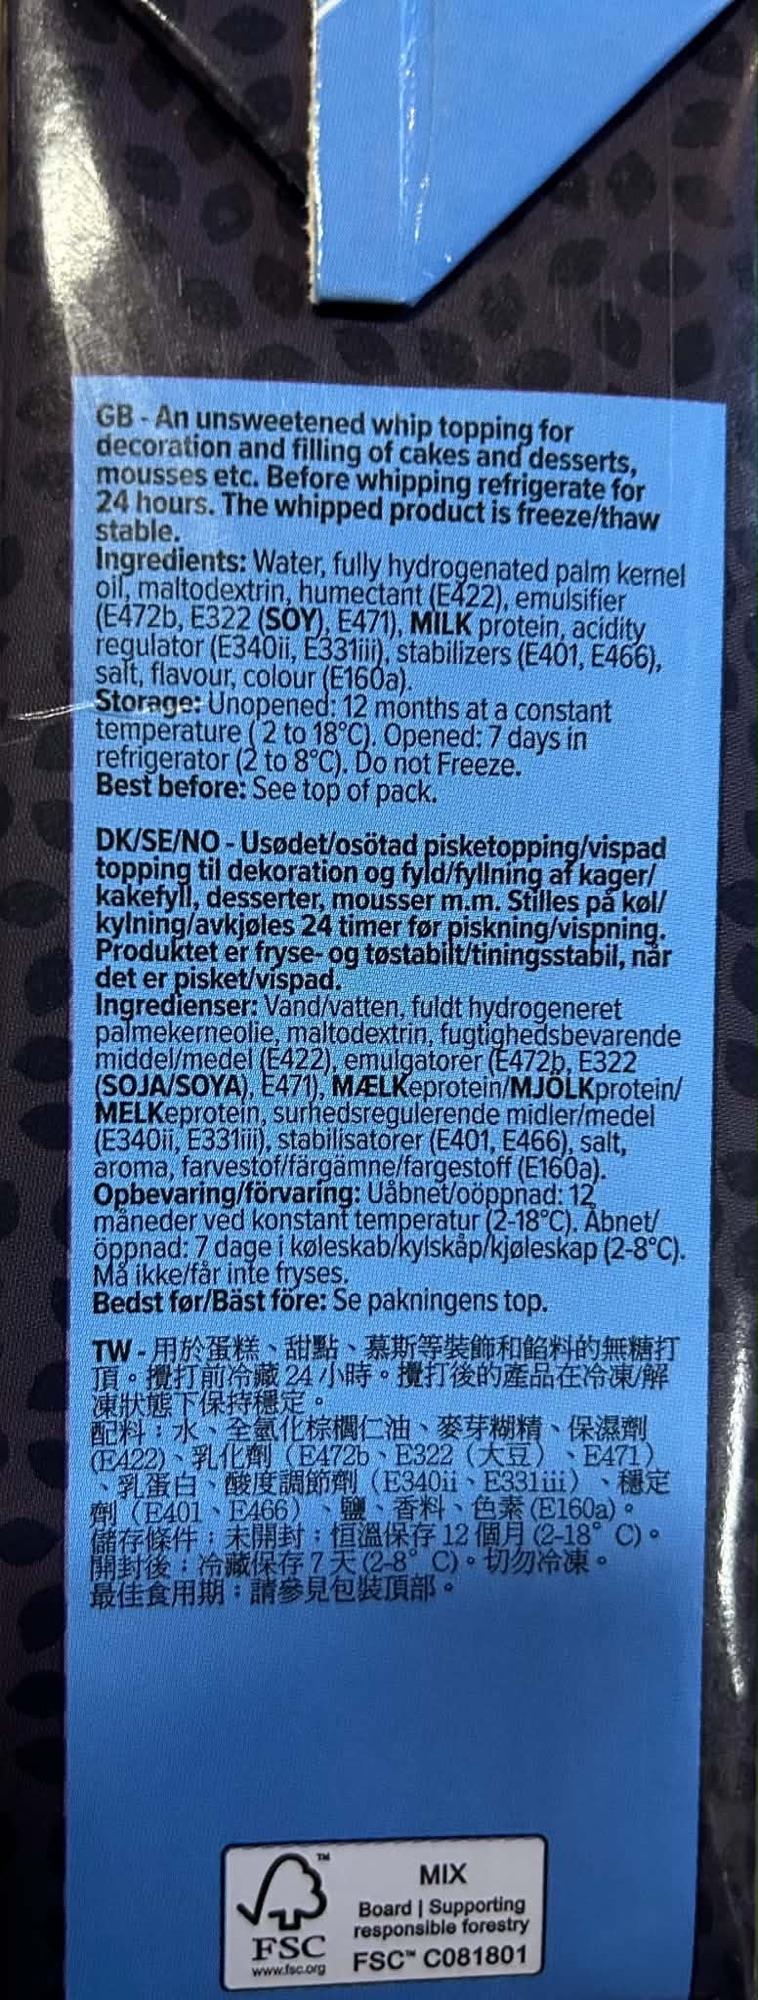 GB - An unsweetened whip topping for
decoration and filling of cakes and desserts,
mousses etc. Before whipping refrigerate for
24 hours. The whipped product is freeze/thaw
stable.
Ingredients: Water, fully hydrogenated palm kernel
oil, maltodextrin, humectant (E422), emulsifier
(E472b, E322 (SOY), E471), MILK protein, acidity
regulator (E340ii, E331iii), stabilizers (E401, E466),
salt, flavour, colour (E160a).
Storage: Unopened: 12 months at a constant
temperature ( 2 to 18°C). Opened: 7 days in
refrigerator (2 to 8°C). Do not Freeze.
Best before: See top of pack.
DK/SE/NO - Usødet/osötad pisketopping/vispad
topping til dekoration og fyld/fyllning af kager/
kakefyll, desserter, mousser m.m. Stilles på køl/
kylning/avkjøles 24 timer før piskning/vispning.
Produktet er fryse- og tøstabilt/tiningsstabil, når
det er pisket/vispad.
Ingredienser: Vand/vatten, fuldt hydrogeneret
palmekerneolie, maltodextrin, fugtighedsbevarende
middel/medel (E422), emulgatorer (E472b, E322
(SOJA/SOYA), E471), MÆLKeprotein/MJÖLKprotein/
MELKeprotein, surhedsregulerende midler/medel
(E340ii, E331iii), stabilisatorer (E401, E466), salt,
aroma, farvestof/färgämne/fargestoff (E160a).
Opbevaring/förvaring: Uåbnet/oöppnad: 12
måneder ved konstant temperatur (2-18°C). Åbnet/
öppnad: 7 dage i køleskab/kylskåp/kjøleskap (2-8°C).
Må ikke/får inte fryses.
Bedst før/Bäst före: Se pakningens top.
TW - 用於蛋糕、甜點、慕斯等裝飾和餡料的無糖打
頂。攪打前冷藏 24 小時。攪打後的產品在冷凍/解
凍狀態下保持穩定。
配料：水、全氫化棕櫚仁油、麥芽糊精、保濕劑
(E422)、乳化劑（E472b、E322（大豆）、E471）
、乳蛋白、酸度調節劑（E340ii、E331iii）、穩定
劑（E401、E466）、鹽、香料、色素 (E160a)。
儲存條件：未開封：恒溫保存 12 個月 (2-18° C)。
開封後：冷藏保存 7 天 (2-8° C)。切勿冷凍。
最佳食用期：請參見包裝頂部。
TM
FSC
www.fsc.org
MIX
Board | Supporting
responsible forestry
FSC™ C081801